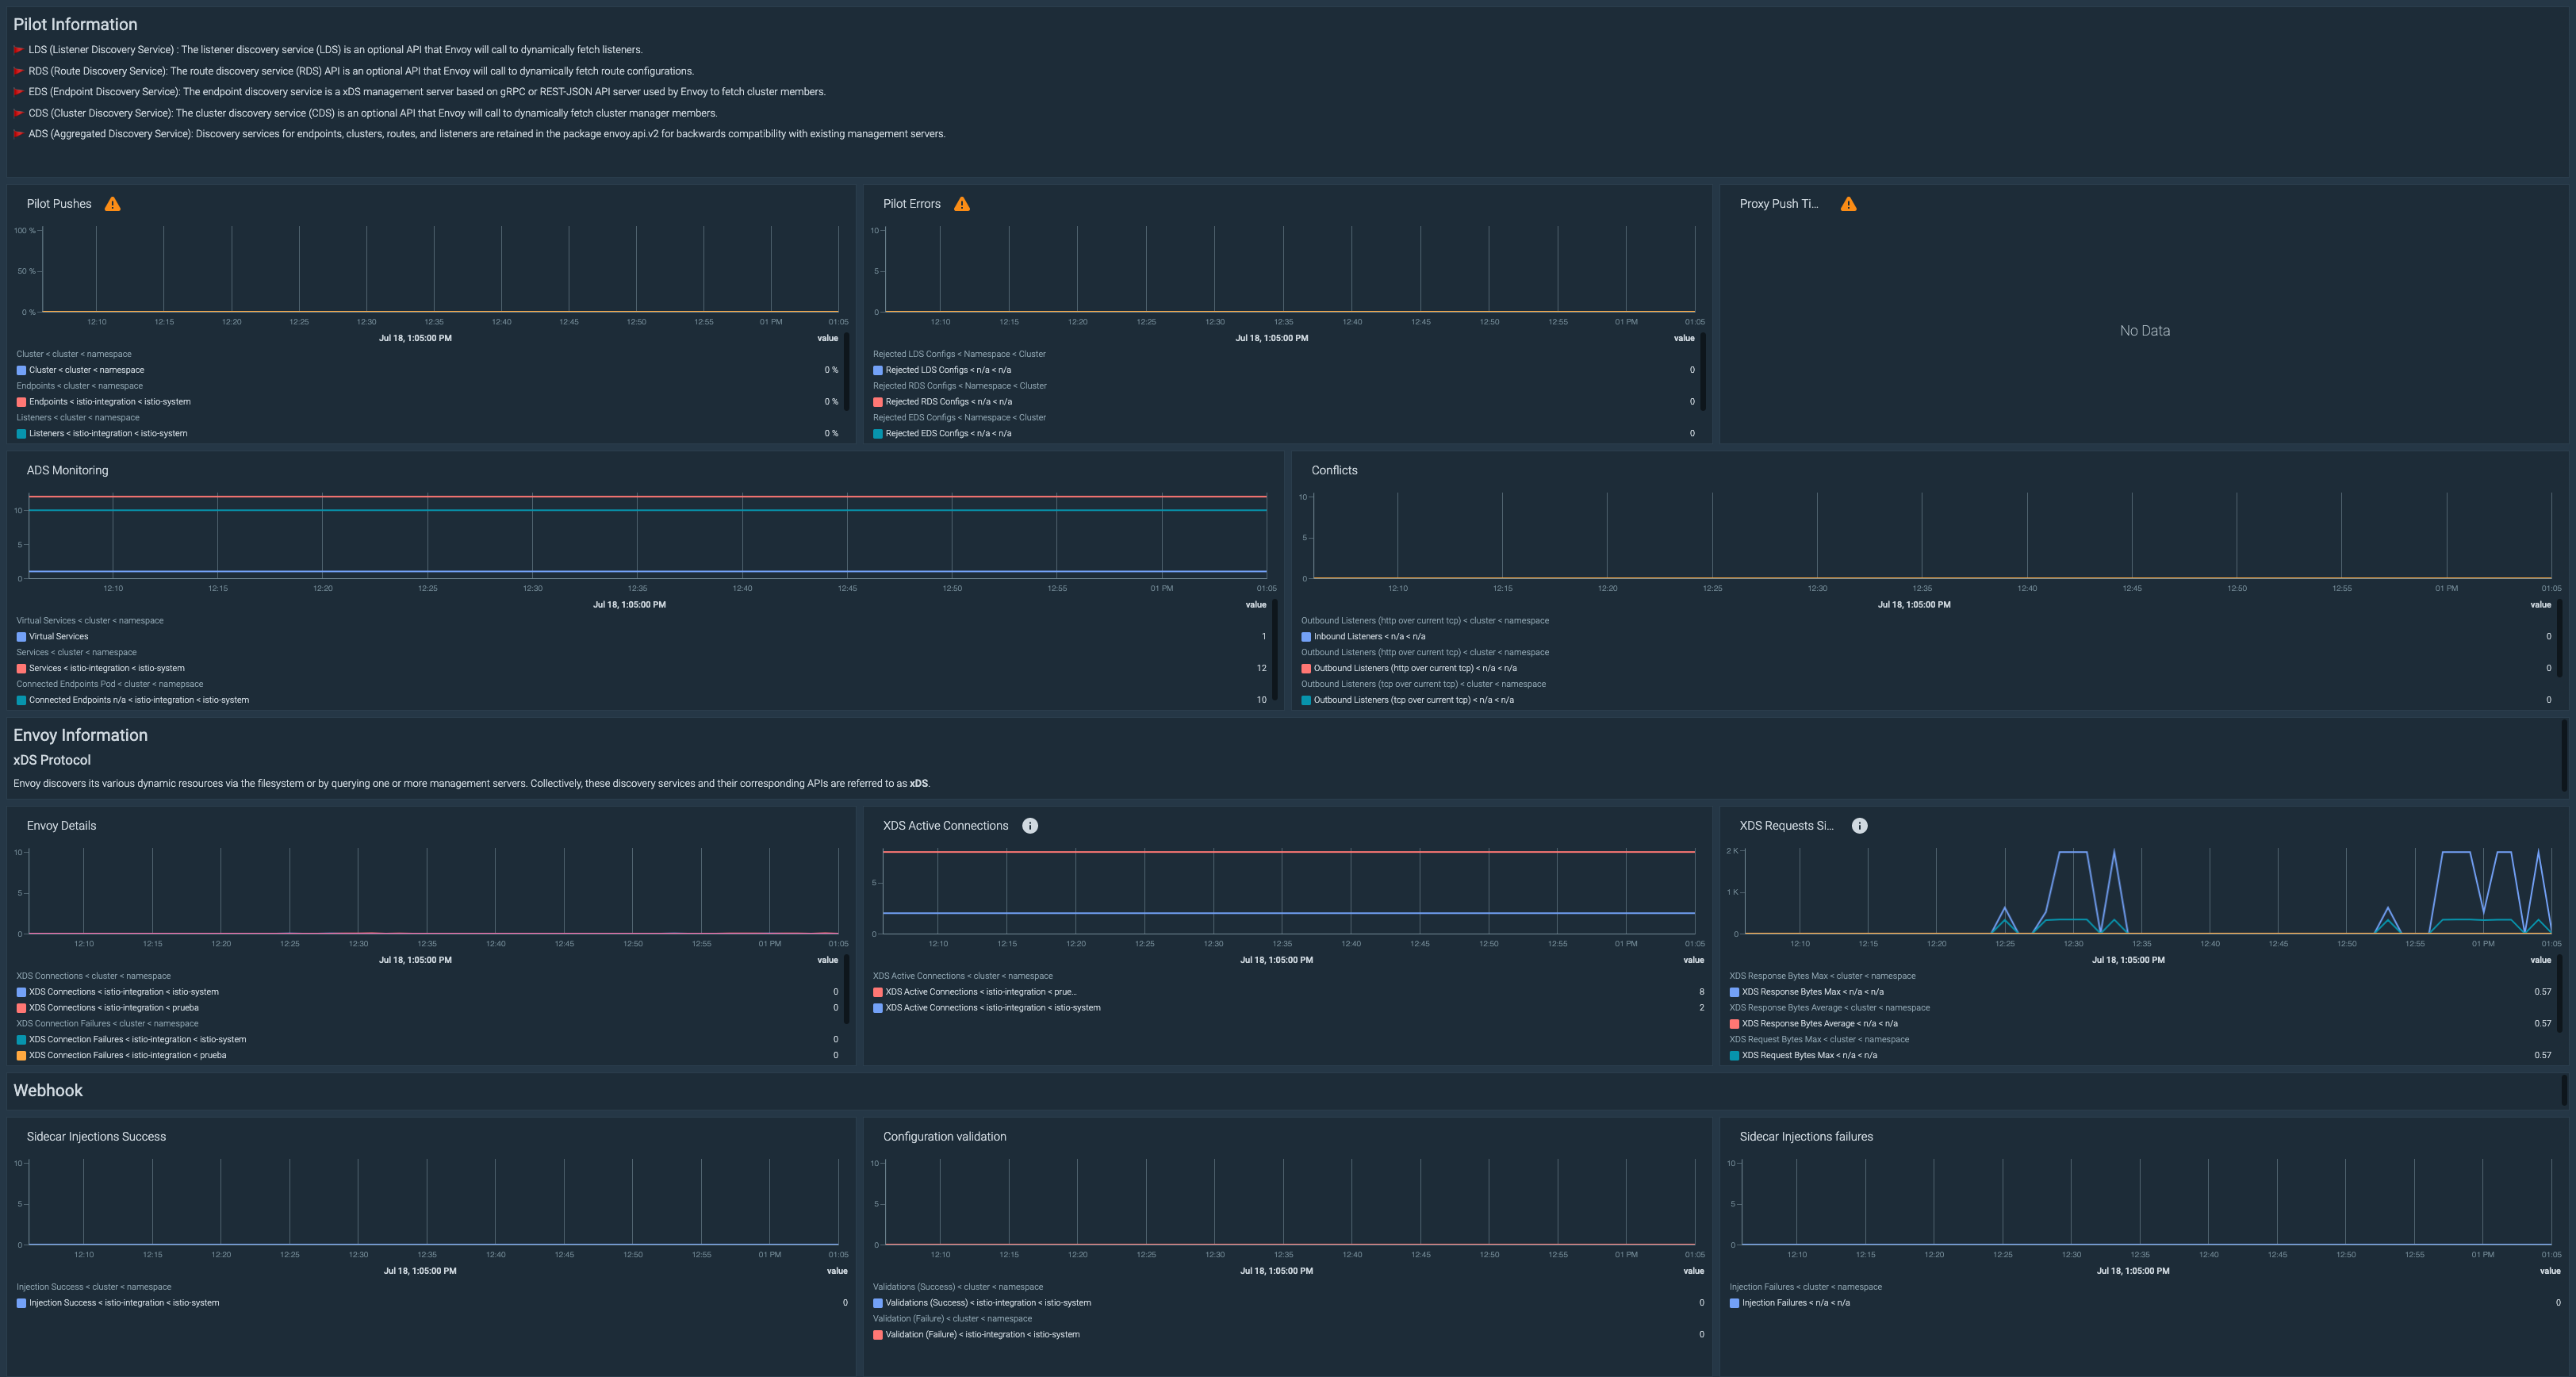 Pilot Information
LDS (Listener Discovery Service) : The listener discovery service (LDS) is an optional API that Envoy will call to dynamically fetch listeners.
RDS (Route Discovery Service): The route discovery service (RDS) API is an optional API that Envoy will call to dynamically fetch route configurations.
EDS (Endpoint Discovery Service): The endpoint discovery service is a xDS management server based on gRPC or REST-JSON API server used by Envoy to fetch cluster members.
CDS (Cluster Discovery Service): The cluster discovery service (CDS) is an optional API that Envoy will call to dynamically fetch cluster manager members.
ADS (Aggregated Discovery Service): Discovery services for endpoints, clusters, routes, and listeners are retained in the package envoy.api.v2 for backwards compatibility with existing management servers.
Pilot Pushes
100 %
50 %
0 %
12:10 12:15 12:20 12:25 12:30 12:35 12:40 12:45 12:50 12:55 01 PM 01:05
Jul 18, 1:05:00 PM value
Cluster < cluster < namespace
Cluster < cluster < namespace 0 %
Endpoints < cluster < namespace
Endpoints < istio-integration < istio-system 0 %
Listeners < cluster < namespace
Listeners < istio-integration < istio-system 0 %
Pilot Errors
10
5
0
12:10 12:15 12:20 12:25 12:30 12:35 12:40 12:45 12:50 12:55 01 PM 01:05
Jul 18, 1:05:00 PM value
Rejected LDS Configs < Namespace < Cluster
Rejected LDS Configs < n/a < n/a 0
Rejected RDS Configs < Namespace < Cluster
Rejected RDS Configs < n/a < n/a 0
Rejected EDS Configs < Namespace < Cluster
Rejected EDS Configs < n/a < n/a 0
Proxy Push Ti...
No Data
ADS Monitoring
10
5
0
12:10 12:15 12:20 12:25 12:30 12:35 12:40 12:45 12:50 12:55 01 PM 01:05
Jul 18, 1:05:00 PM value
Virtual Services < cluster < namespace
Virtual Services 1
Services < cluster < namespace
Services < istio-integration < istio-system 12
Connected Endpoints Pod < cluster < namepsace
Connected Endpoints n/a < istio-integration < istio-system 10
Conflicts
10
5
0
12:10 12:15 12:20 12:25 12:30 12:35 12:40 12:45 12:50 12:55 01 PM 01:05
Jul 18, 1:05:00 PM value
Outbound Listeners (http over current tcp) < cluster < namespace
Inbound Listeners < n/a < n/a 0
Outbound Listeners (http over current tcp) < cluster < namespace
Outbound Listeners (http over current tcp) < n/a < n/a 0
Outbound Listeners (tcp over current tcp) < cluster < namespace
Outbound Listeners (tcp over current tcp) < n/a < n/a 0
Envoy Information
xDS Protocol
Envoy discovers its various dynamic resources via the filesystem or by querying one or more management servers. Collectively, these discovery services and their corresponding APIs are referred to as xDS.
Envoy Details
10
5
0
12:10 12:15 12:20 12:25 12:30 12:35 12:40 12:45 12:50 12:55 01 PM 01:05
Jul 18, 1:05:00 PM value
XDS Connections < cluster < namespace
XDS Connections < istio-integration < istio-system 0
XDS Connections < istio-integration < prueba 0
XDS Connection Failures < cluster < namespace
XDS Connection Failures < istio-integration < istio-system 0
XDS Connection Failures < istio-integration < prueba 0
XDS Active Connections
5
0
12:10 12:15 12:20 12:25 12:30 12:35 12:40 12:45 12:50 12:55 01 PM 01:05
Jul 18, 1:05:00 PM value
XDS Active Connections < cluster < namespace
XDS Active Connections < istio-integration < prue... 8
XDS Active Connections < istio-integration < istio-system 2
XDS Requests Si...
2 K
1 K
0
12:10 12:15 12:20 12:25 12:30 12:35 12:40 12:45 12:50 12:55 01 PM 01:05
Jul 18, 1:05:00 PM value
XDS Response Bytes Max < cluster < namespace
XDS Response Bytes Max < n/a < n/a 0.57
XDS Response Bytes Average < cluster < namespace
XDS Response Bytes Average < n/a < n/a 0.57
XDS Request Bytes Max < cluster < namespace
XDS Request Bytes Max < n/a < n/a 0.57
Webhook
Sidecar Injections Success
10
5
0
12:10 12:15 12:20 12:25 12:30 12:35 12:40 12:45 12:50 12:55 01 PM 01:05
Jul 18, 1:05:00 PM value
Injection Success < cluster < namespace
Injection Success < istio-integration < istio-system 0
Configuration validation
10
5
0
12:10 12:15 12:20 12:25 12:30 12:35 12:40 12:45 12:50 12:55 01 PM 01:05
Jul 18, 1:05:00 PM value
Validations (Success) < cluster < namespace
Validations (Success) < istio-integration < istio-system 0
Validation (Failure) < cluster < namespace
Validation (Failure) < istio-integration < istio-system 0
Sidecar Injections failures
10
5
0
12:10 12:15 12:20 12:25 12:30 12:35 12:40 12:45 12:50 12:55 01 PM 01:05
Jul 18, 1:05:00 PM value
Injection Failures < cluster < namespace
Injection Failures < n/a < n/a 0